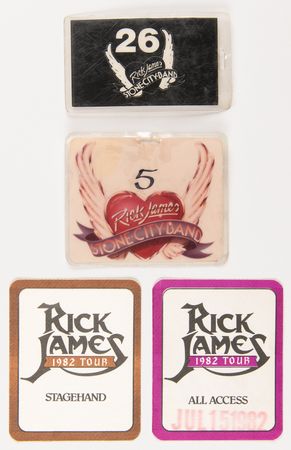 26
Rick James
STONE·CITY·BAND
5
Rick James
STONE·CITY·BAND
RICK
JAMES
1982 TOUR
STAGEHAND
RICK
JAMES
1982 TOUR
ALL ACCESS
JUL 15 1982